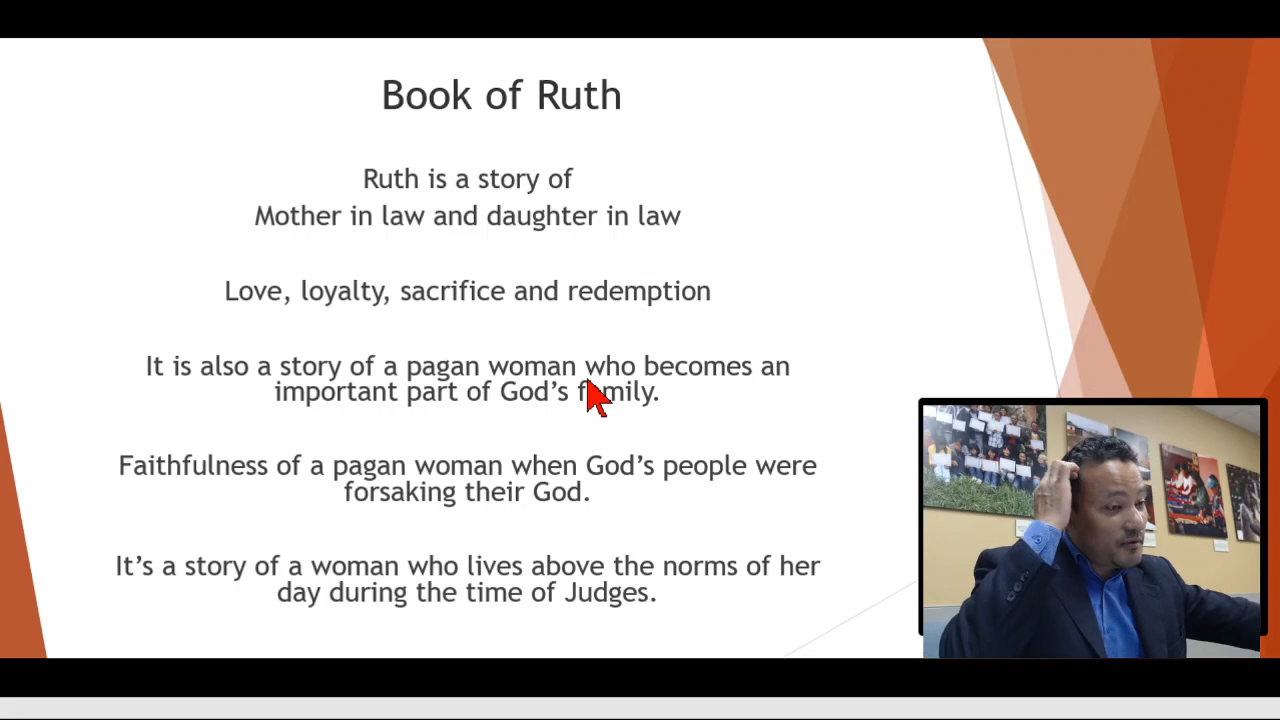 Book of Ruth
Ruth is a story of
Mother in law and daughter in law
Love, loyalty, sacrifice and redemption
It is also a story of a pagan woman who becomes an
important part of God’s family.
Faithfulness of a pagan woman when God’s people were
forsaking their God.
It’s a story of a woman who lives above the norms of her
day during the time of Judges.